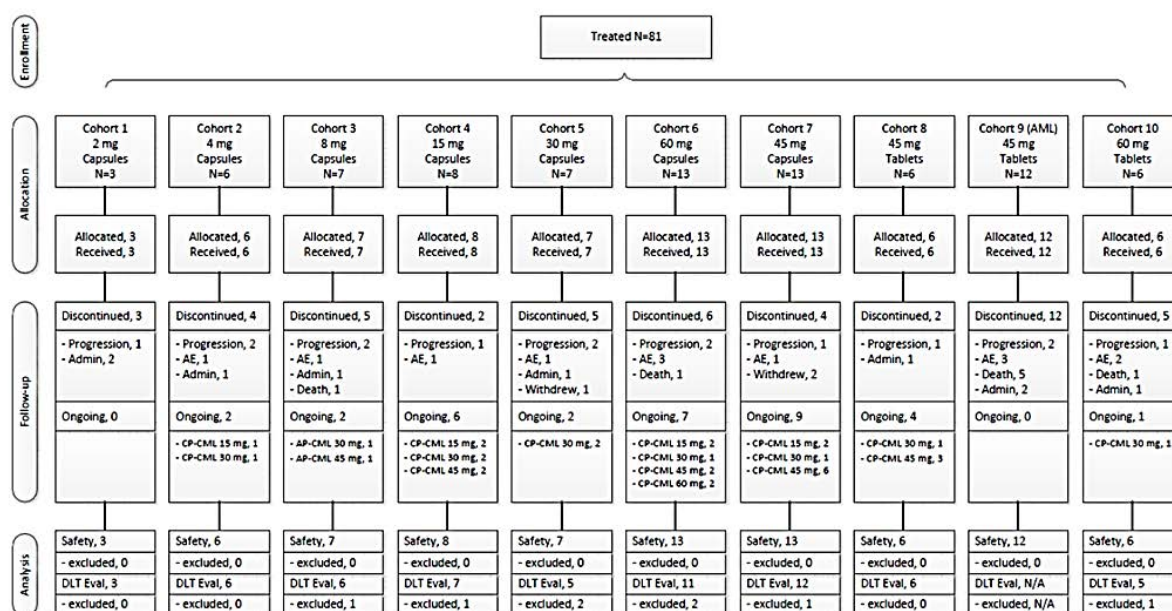 Enrollment
Treated N=81
Allocation
Cohort 1
2 mg
Capsules
N=3
Cohort 2
4 mg
Capsules
N=6
Cohort 3
8 mg
Capsules
N=7
Cohort 4
15 mg
Capsules
N=8
Cohort 5
30 mg
Capsules
N=7
Cohort 6
60 mg
Capsules
N=13
Cohort 7
45 mg
Capsules
N=13
Cohort 8
45 mg
Tablets
N=6
Cohort 9 (AML)
45 mg
Tablets
N=12
Cohort 10
60 mg
Tablets
N=6
Allocated, 3
Received, 3
Allocated, 6
Received, 6
Allocated, 7
Received, 7
Allocated, 8
Received, 8
Allocated, 7
Received, 7
Allocated, 13
Received, 13
Allocated, 13
Received, 13
Allocated, 6
Received, 6
Allocated, 12
Received, 12
Allocated, 6
Received, 6
Follow-up
Discontinued, 3
- Progression, 1
- Admin, 2
Ongoing, 0
Discontinued, 4
- Progression, 2
- AE, 1
- Admin, 1
Ongoing, 2
- CP-CML 15 mg, 1
- CP-CML 30 mg, 1
Discontinued, 5
- Progression, 2
- AE, 1
- Admin, 1
- Death, 1
Ongoing, 2
- AP-CML 30 mg, 1
- AP-CML 45 mg, 1
Discontinued, 2
- Progression, 1
- AE, 1
Ongoing, 6
- CP-CML 15 mg, 2
- CP-CML 30 mg, 2
- CP-CML 45 mg, 2
Discontinued, 5
- Progression, 2
- AE, 1
- Admin, 1
- Withdrew, 1
Ongoing, 2
- CP-CML 30 mg, 2
Discontinued, 6
- Progression, 2
- AE, 3
- Death, 1
Ongoing, 7
- CP-CML 15 mg, 2
- CP-CML 30 mg, 1
- CP-CML 45 mg, 2
- CP-CML 60 mg, 2
Discontinued, 4
- Progression, 1
- AE, 1
- Withdrew, 2
Ongoing, 9
- CP-CML 15 mg, 2
- CP-CML 30 mg, 1
- CP-CML 45 mg, 6
Discontinued, 2
- Progression, 1
- Admin, 1
Ongoing, 4
- CP-CML 30 mg, 1
- CP-CML 45 mg, 3
Discontinued, 12
- Progression, 2
- AE, 3
- Death, 5
- Admin, 2
Ongoing, 0
Discontinued, 5
- Progression, 1
- AE, 2
- Death, 1
- Admin, 1
Ongoing, 1
- CP-CML 30 mg, 1
Analysis
Safety, 3
- excluded, 0
DLT Eval, 3
- excluded, 0
Safety, 6
- excluded, 0
DLT Eval, 6
- excluded, 0
Safety, 7
- excluded, 0
DLT Eval, 6
- excluded, 1
Safety, 8
- excluded, 0
DLT Eval, 7
- excluded, 1
Safety, 7
- excluded, 0
DLT Eval, 5
- excluded, 2
Safety, 13
- excluded, 0
DLT Eval, 11
- excluded, 2
Safety, 13
- excluded, 0
DLT Eval, 12
- excluded, 1
Safety, 6
- excluded, 0
DLT Eval, 6
- excluded, 0
Safety, 12
- excluded, 0
DLT Eval, N/A
- excluded, N/A
Safety, 6
- excluded, 0
DLT Eval, 5
- excluded, 1